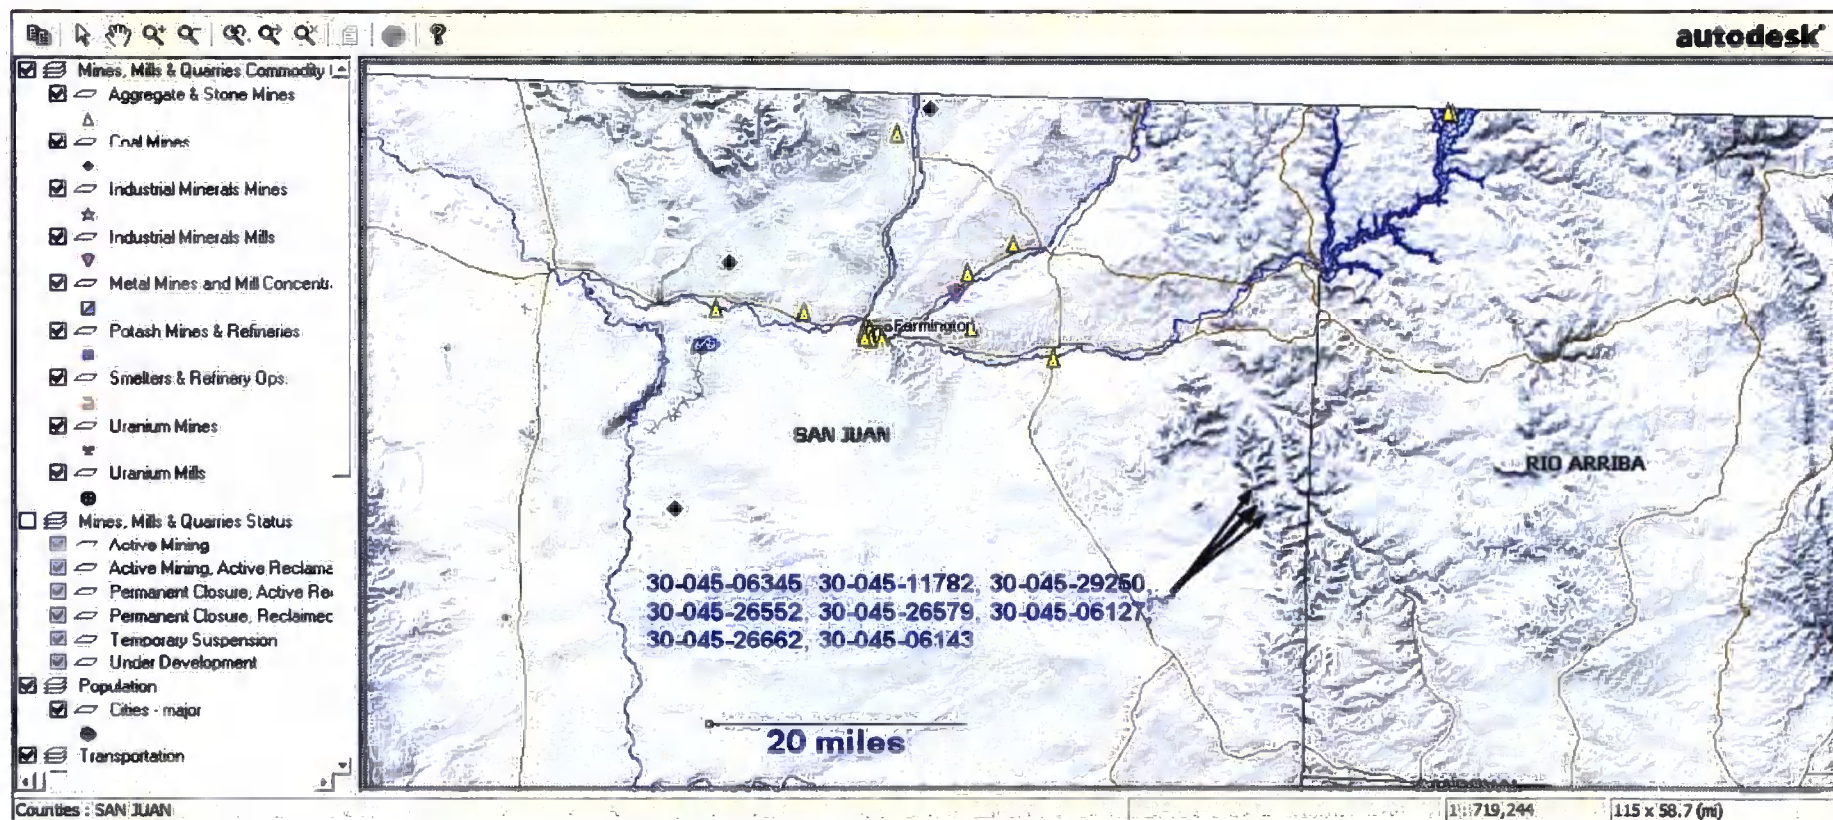 autodesk
Mines, Mills & Quarries Commodity
Aggregate & Stone Mines
Coal Mines
Industrial Minerals Mines
Industrial Minerals Mills
Metal Mines and Mill Concentr
Potash Mines & Refineries
Smelters & Refinery Ops.
Uranium Mines
Uranium Mills
Mines, Mills & Quarries Status
Active Mining
Active Mining, Active Reclama
Permanent Closure, Active Re
Permanent Closure, Reclaimed
Temporary Suspension
Under Development
Population
Cities - major
Transportation
Farmington
SAN JUAN
RIO ARRIBA
30-045-06345, 30-045-11782, 30-045-29250,
30-045-26552, 30-045-26579, 30-045-06127,
30-045-26662, 30-045-06143
20 miles
Counties : SAN JUAN
1 : 719,244
115 x 58.7 (mi)